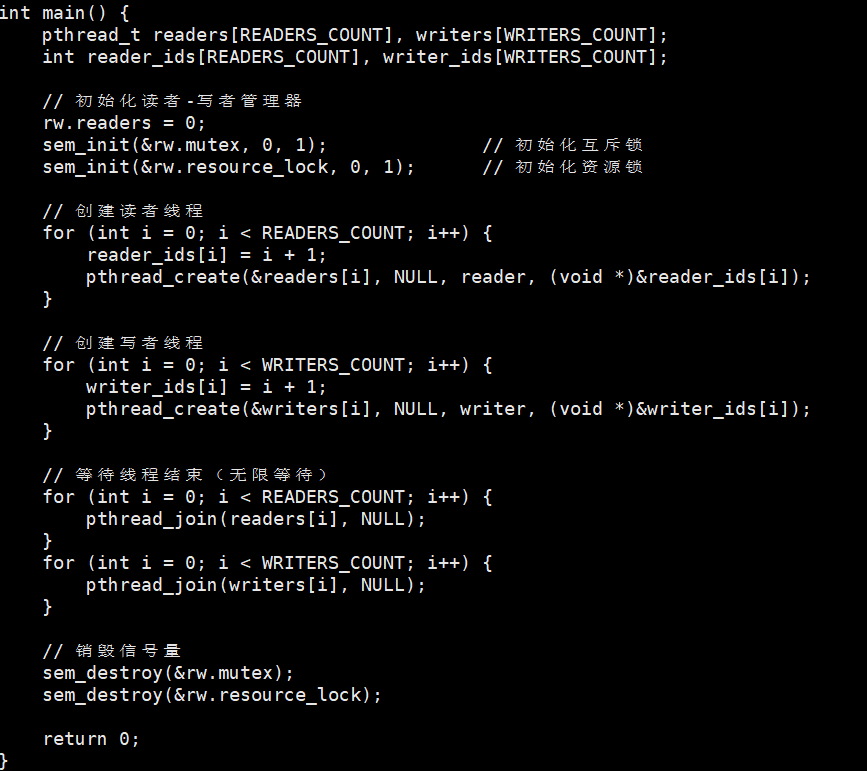 int main() {
    pthread_t readers[READERS_COUNT], writers[WRITERS_COUNT];
    int reader_ids[READERS_COUNT], writer_ids[WRITERS_COUNT];

    // 初始化读者-写者管理器
    rw.readers = 0;
    sem_init(&rw.mutex, 0, 1);              // 初始化互斥锁
    sem_init(&rw.resource_lock, 0, 1);      // 初始化资源锁

    // 创建读者线程
    for (int i = 0; i < READERS_COUNT; i++) {
        reader_ids[i] = i + 1;
        pthread_create(&readers[i], NULL, reader, (void *)&reader_ids[i]);
    }

    // 创建写者线程
    for (int i = 0; i < WRITERS_COUNT; i++) {
        writer_ids[i] = i + 1;
        pthread_create(&writers[i], NULL, writer, (void *)&writer_ids[i]);
    }

    // 等待线程结束（无限等待）
    for (int i = 0; i < READERS_COUNT; i++) {
        pthread_join(readers[i], NULL);
    }
    for (int i = 0; i < WRITERS_COUNT; i++) {
        pthread_join(writers[i], NULL);
    }

    // 销毁信号量
    sem_destroy(&rw.mutex);
    sem_destroy(&rw.resource_lock);

    return 0;
}